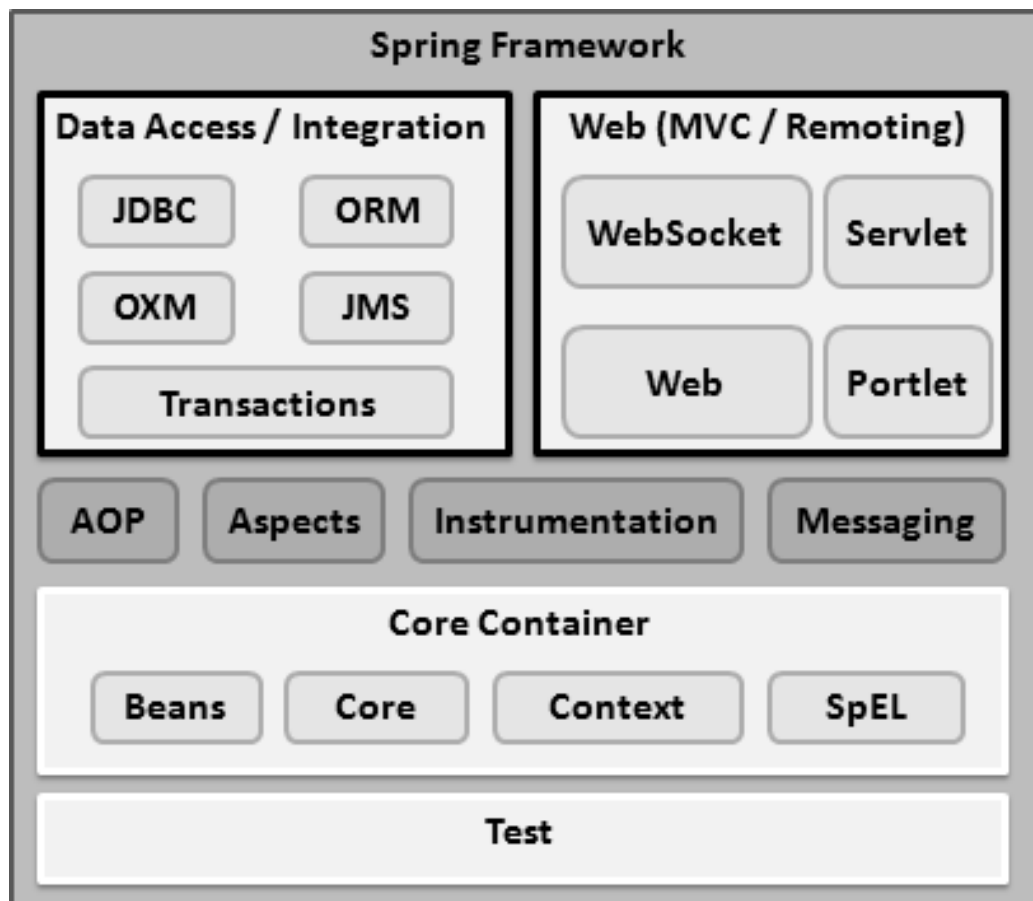 Spring Framework
Data Access / Integration
JDBC
ORM
OXM
JMS
Transactions
Web (MVC / Remoting)
WebSocket
Servlet
Web
Portlet
AOP
Aspects
Instrumentation
Messaging
Core Container
Beans
Core
Context
SpEL
Test